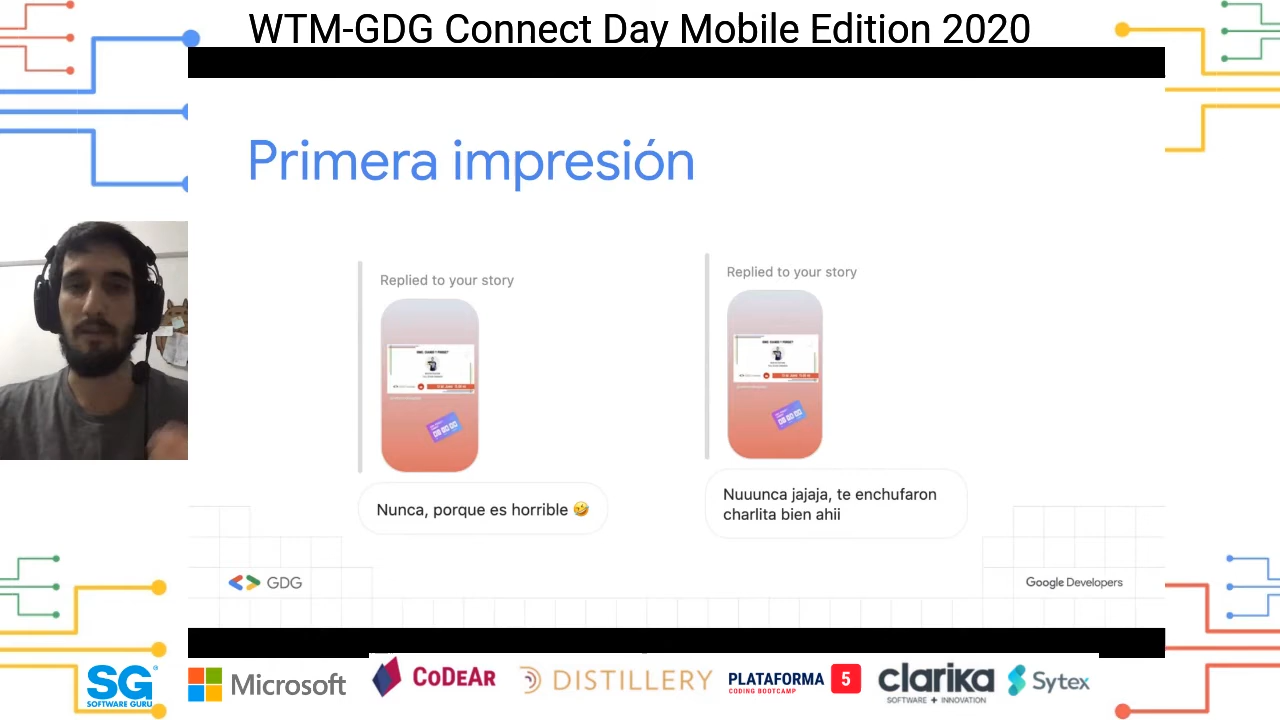 WTM-GDG Connect Day Mobile Edition 2020
Primera impresión
Replied to your story
Replied to your story
Nunca, porque es horrible 🤣
Nuuunca jajaja, te enchufaron
charlita bien ahii
GDG
Google Developers
SG
SOFTWARE GURU
Microsoft
CODEAR
DISTILLERY
PLATAFORMA 5
CODING BOOTCAMP
clarika
SOFTWARE + INNOVATION
Sytex